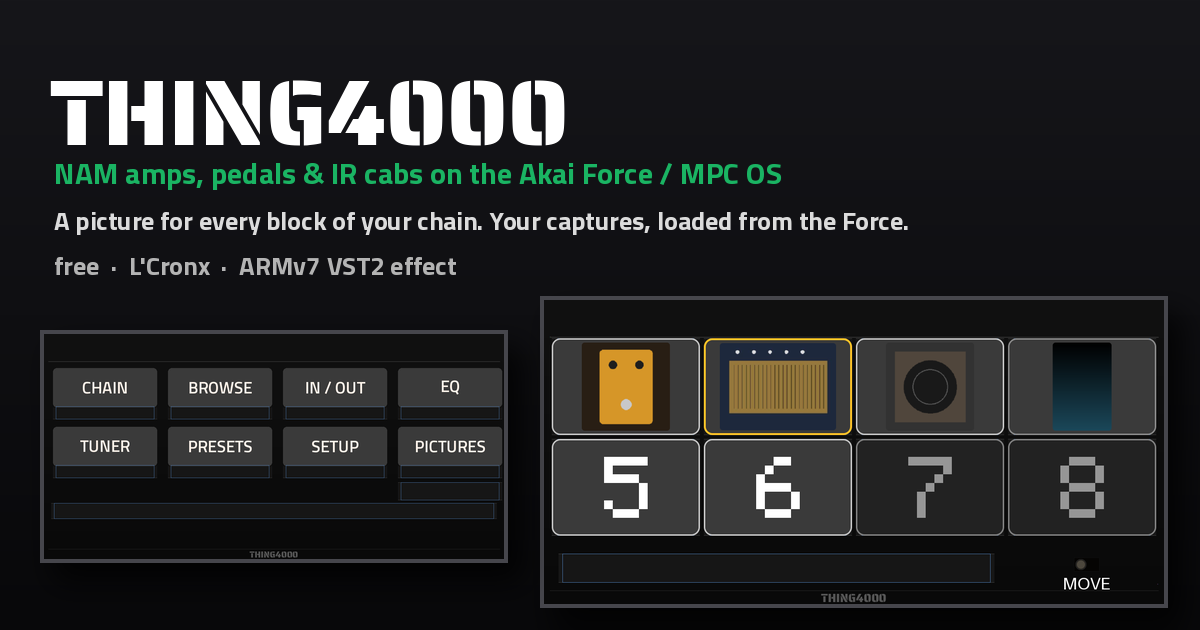 THING4000
NAM amps, pedals & IR cabs on the Akai Force / MPC OS
A picture for every block of your chain. Your captures, loaded from the Force.
free · L'Cronx · ARMv7 VST2 effect
CHAIN BROWSE IN / OUT EQ
TUNER PRESETS SETUP PICTURES
THING4000
5 6 7 8
MOVE
THING4000